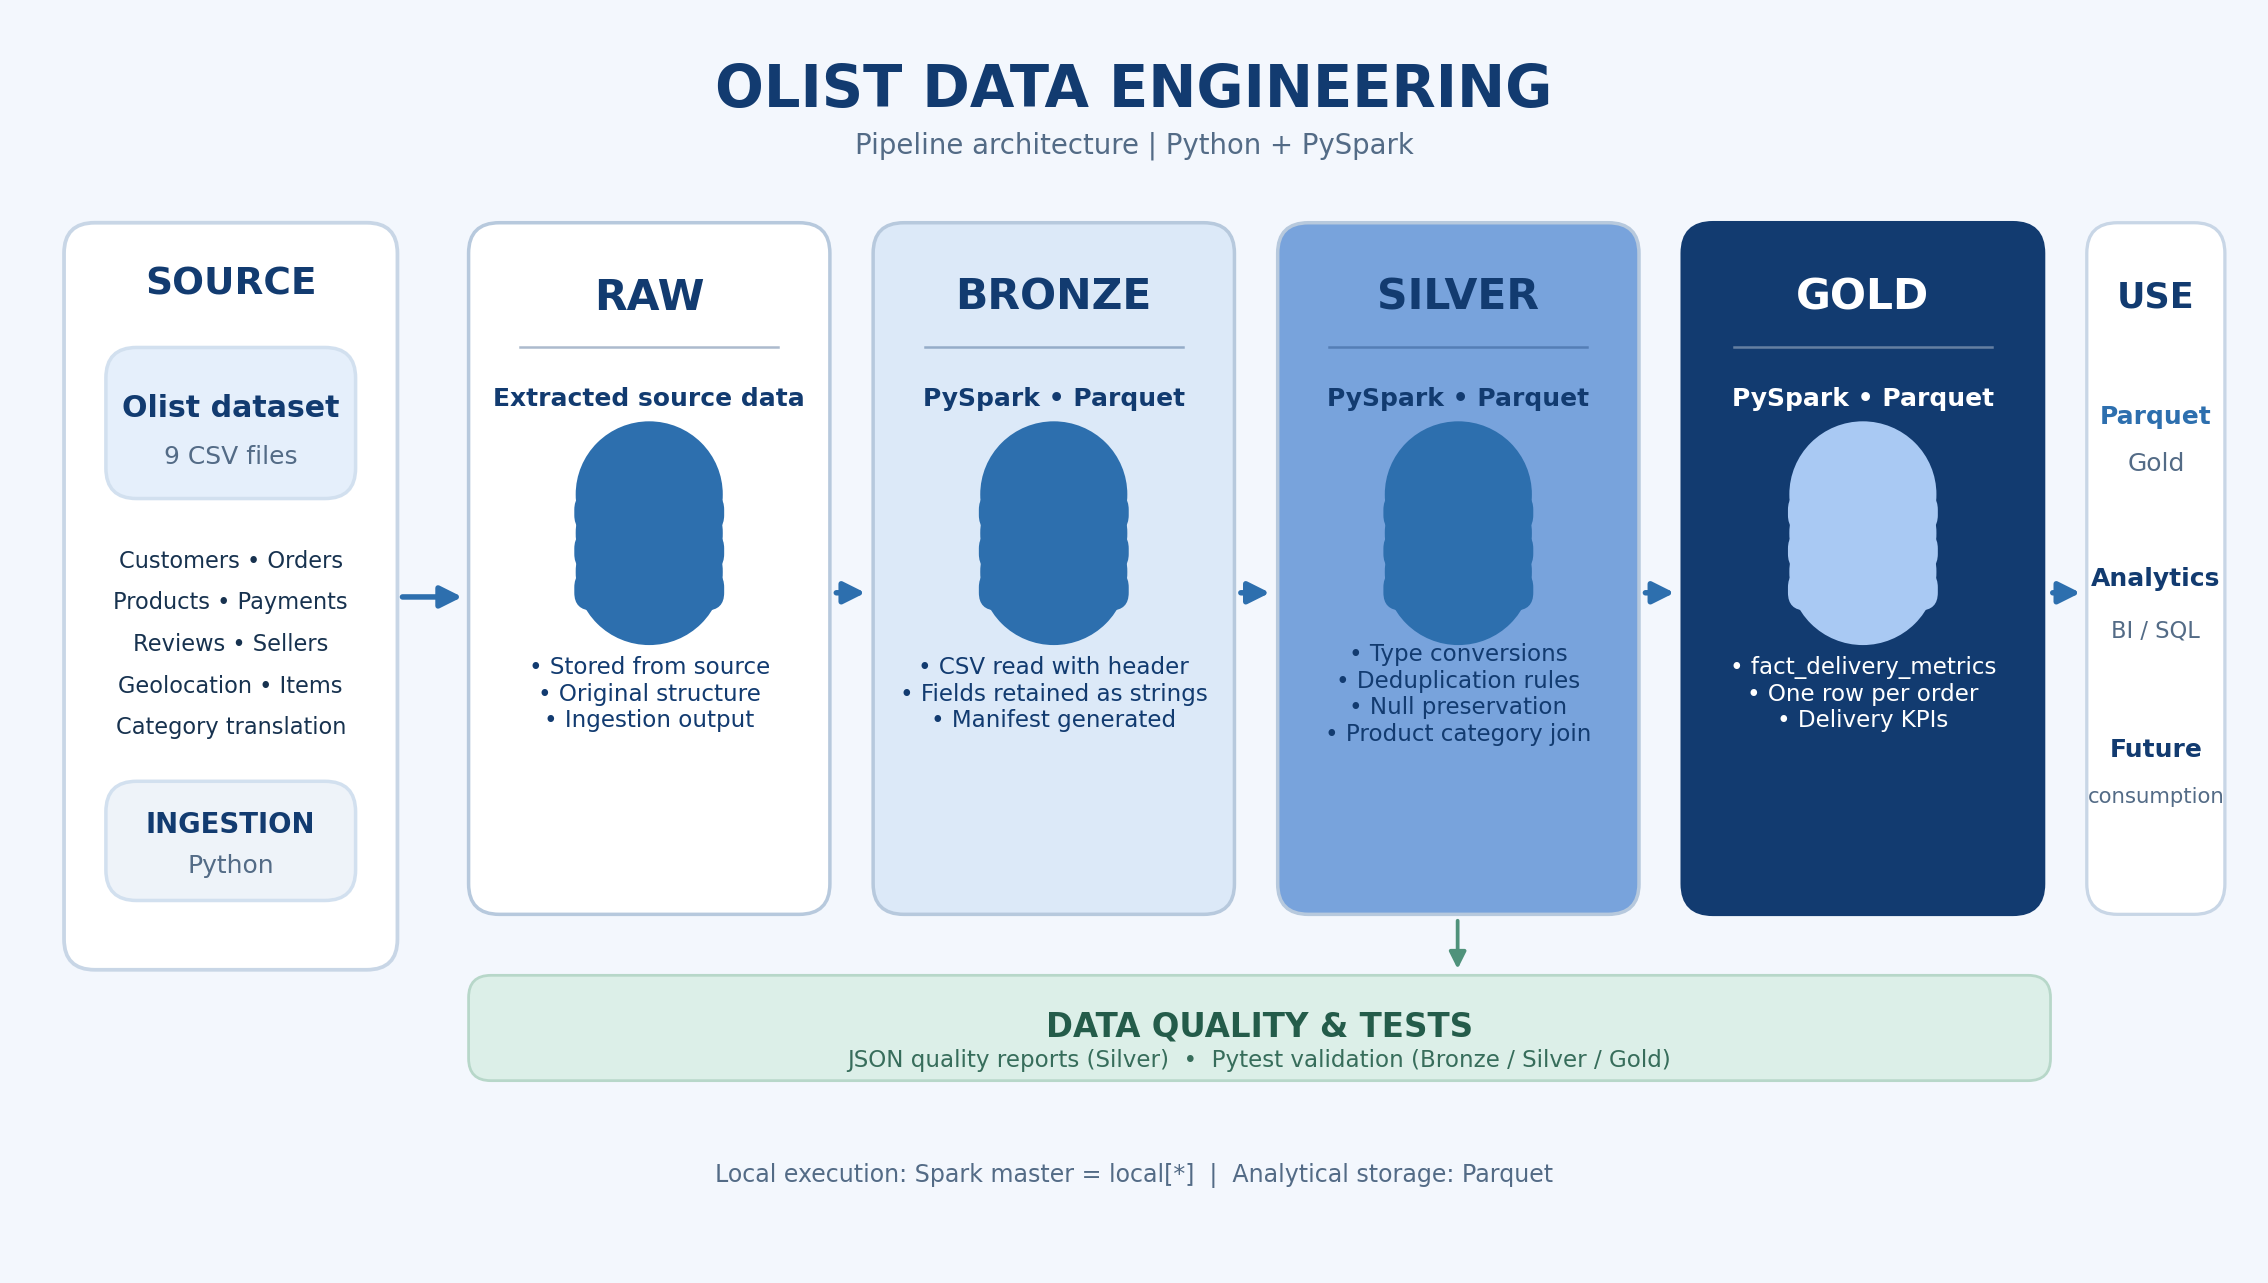 OLIST DATA ENGINEERING
Pipeline architecture | Python + PySpark
SOURCE
Olist dataset
9 CSV files
Customers • Orders
Products • Payments
Reviews • Sellers
Geolocation • Items
Category translation
INGESTION
Python
RAW
Extracted source data
• Stored from source
• Original structure
• Ingestion output
BRONZE
PySpark • Parquet
• CSV read with header
• Fields retained as strings
• Manifest generated
SILVER
PySpark • Parquet
• Type conversions
• Deduplication rules
• Null preservation
• Product category join
GOLD
PySpark • Parquet
• fact_delivery_metrics
• One row per order
• Delivery KPIs
USE
Parquet
Gold
Analytics
BI / SQL
Future
consumption
DATA QUALITY & TESTS
JSON quality reports (Silver) • Pytest validation (Bronze / Silver / Gold)
Local execution: Spark master = local[*] | Analytical storage: Parquet